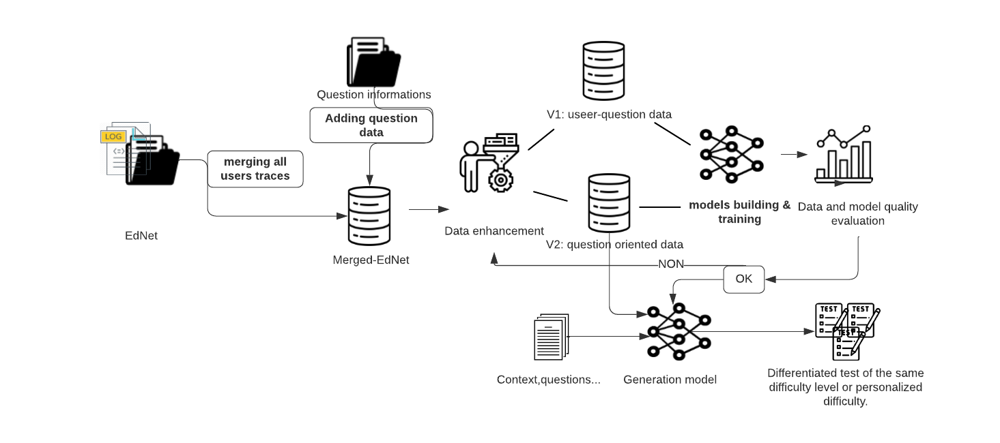 Question informations
Adding question
data
LOG
merging all
users traces
EdNet
Merged-EdNet
Data enhancement
V1: useer-question data
V2: question oriented data
models building &
training
Data and model quality
evaluation
NON
OK
Context,questions...
Generation model
TEST
TEST
TEST
Differentiated test of the same
difficulty level or personalized
difficulty.